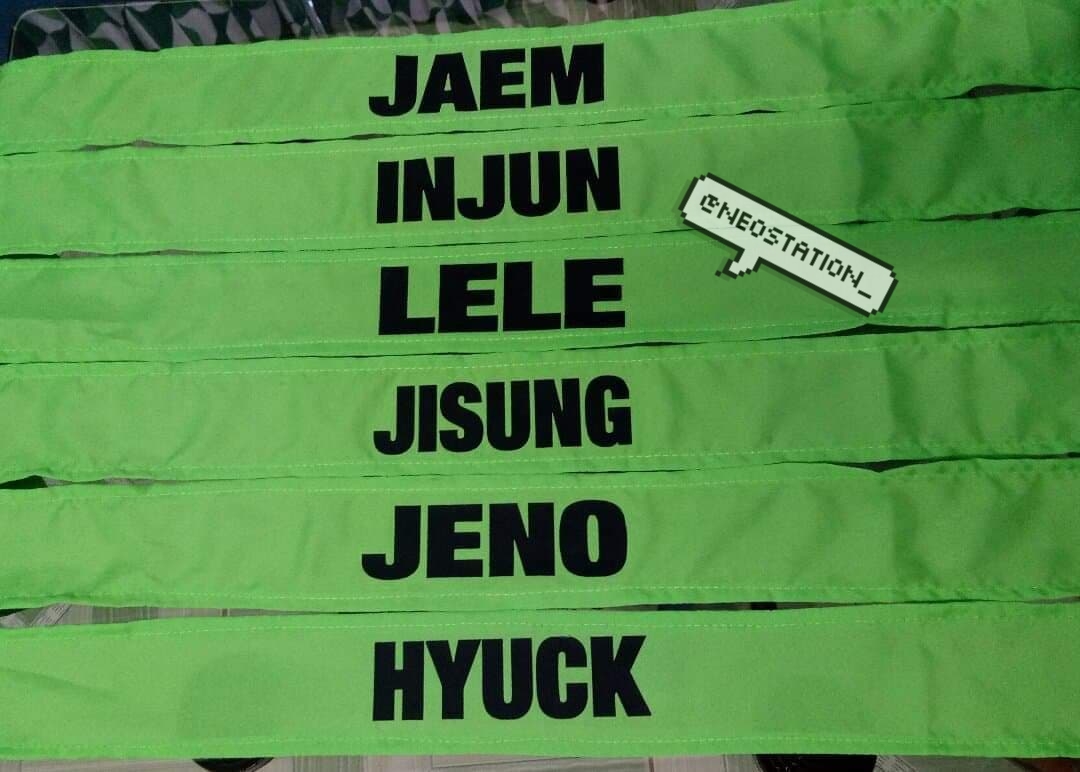 JAEM
INJUN
@NEOSTATION_
LELE
JISUNG
JENO
HYUCK